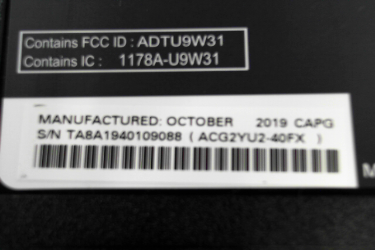 Contains FCC ID : ADTU9W31
Contains IC : 1178A-U9W31
MANUFACTURED: OCTOBER 2019 CAPG
S/N TA8A1940109088 ( ACG2YU2-40FX )
M